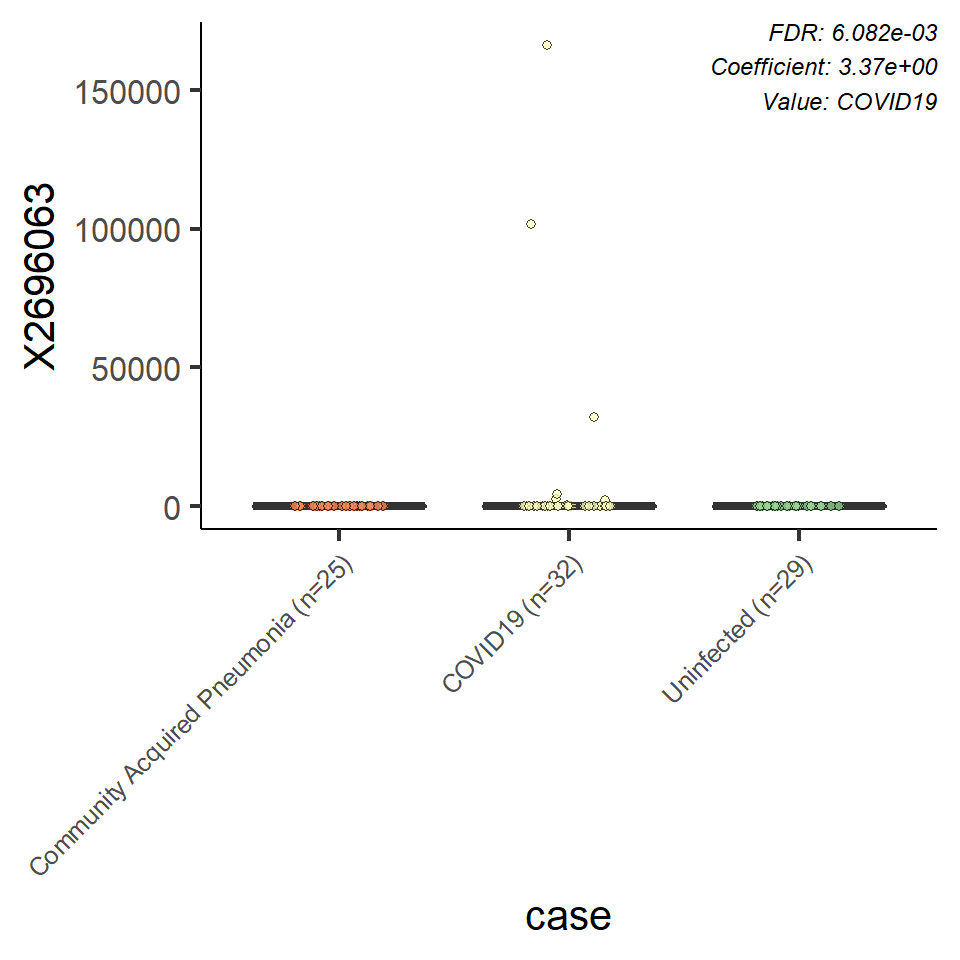 FDR: 6.082e-03
Coefficient: 3.37e+00
Value: COVID19
150000
100000
50000
0
X2696063
Community Acquired Pneumonia (n=25)
COVID19 (n=32)
Uninfected (n=29)
case